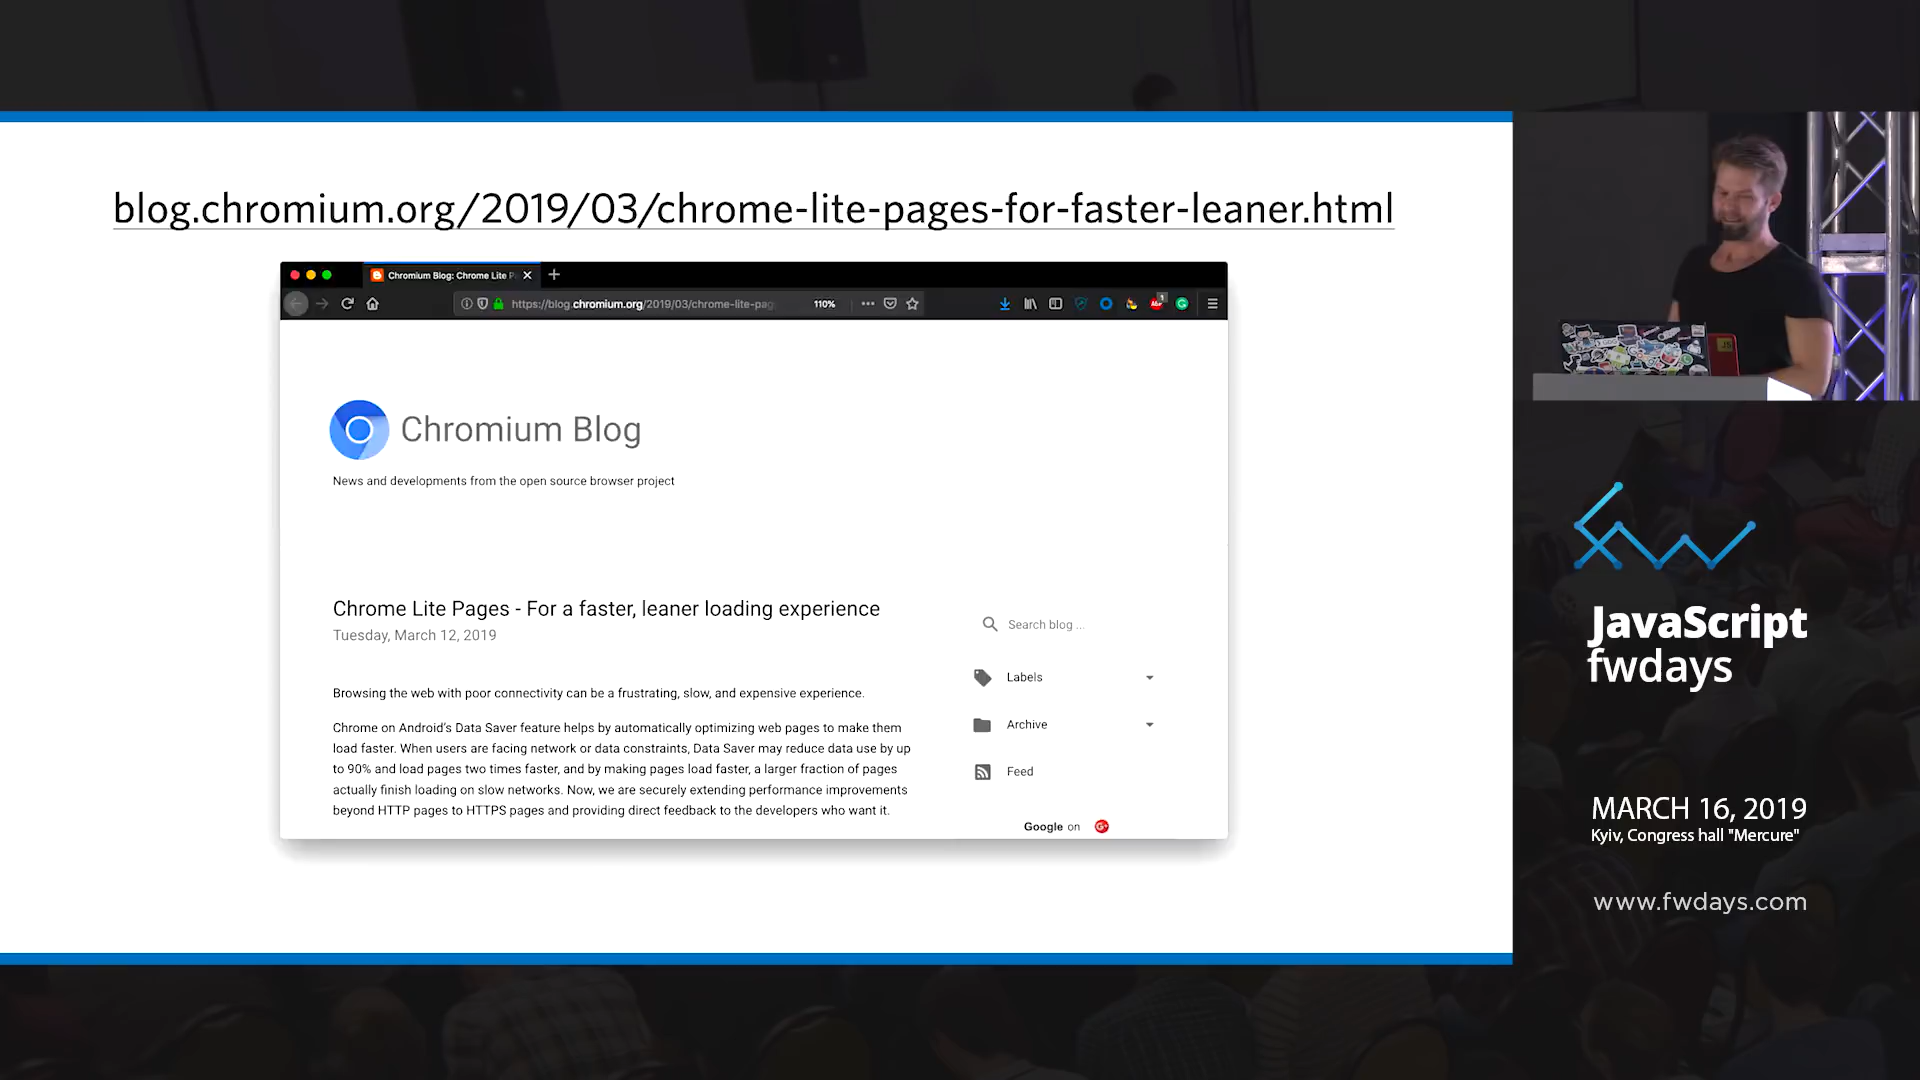 blog.chromium.org/2019/03/chrome-lite-pages-for-faster-leaner.html
Chromium Blog: Chrome Lite P
https://blog.chromium.org/2019/03/chrome-lite-pag
110%
Chromium Blog
News and developments from the open source browser project
Chrome Lite Pages - For a faster, leaner loading experience
Tuesday, March 12, 2019
Browsing the web with poor connectivity can be a frustrating, slow, and expensive experience.
Chrome on Android's Data Saver feature helps by automatically optimizing web pages to make them
load faster. When users are facing network or data constraints, Data Saver may reduce data use by up
to 90% and load pages two times faster, and by making pages load faster, a larger fraction of pages
actually finish loading on slow networks. Now, we are securely extending performance improvements
beyond HTTP pages to HTTPS pages and providing direct feedback to the developers who want it.
Search blog ...
Labels
Archive
Feed
Google on
G+
JS
JavaScript
fwdays
MARCH 16, 2019
Kyiv, Congress hall "Mercure"
www.fwdays.com